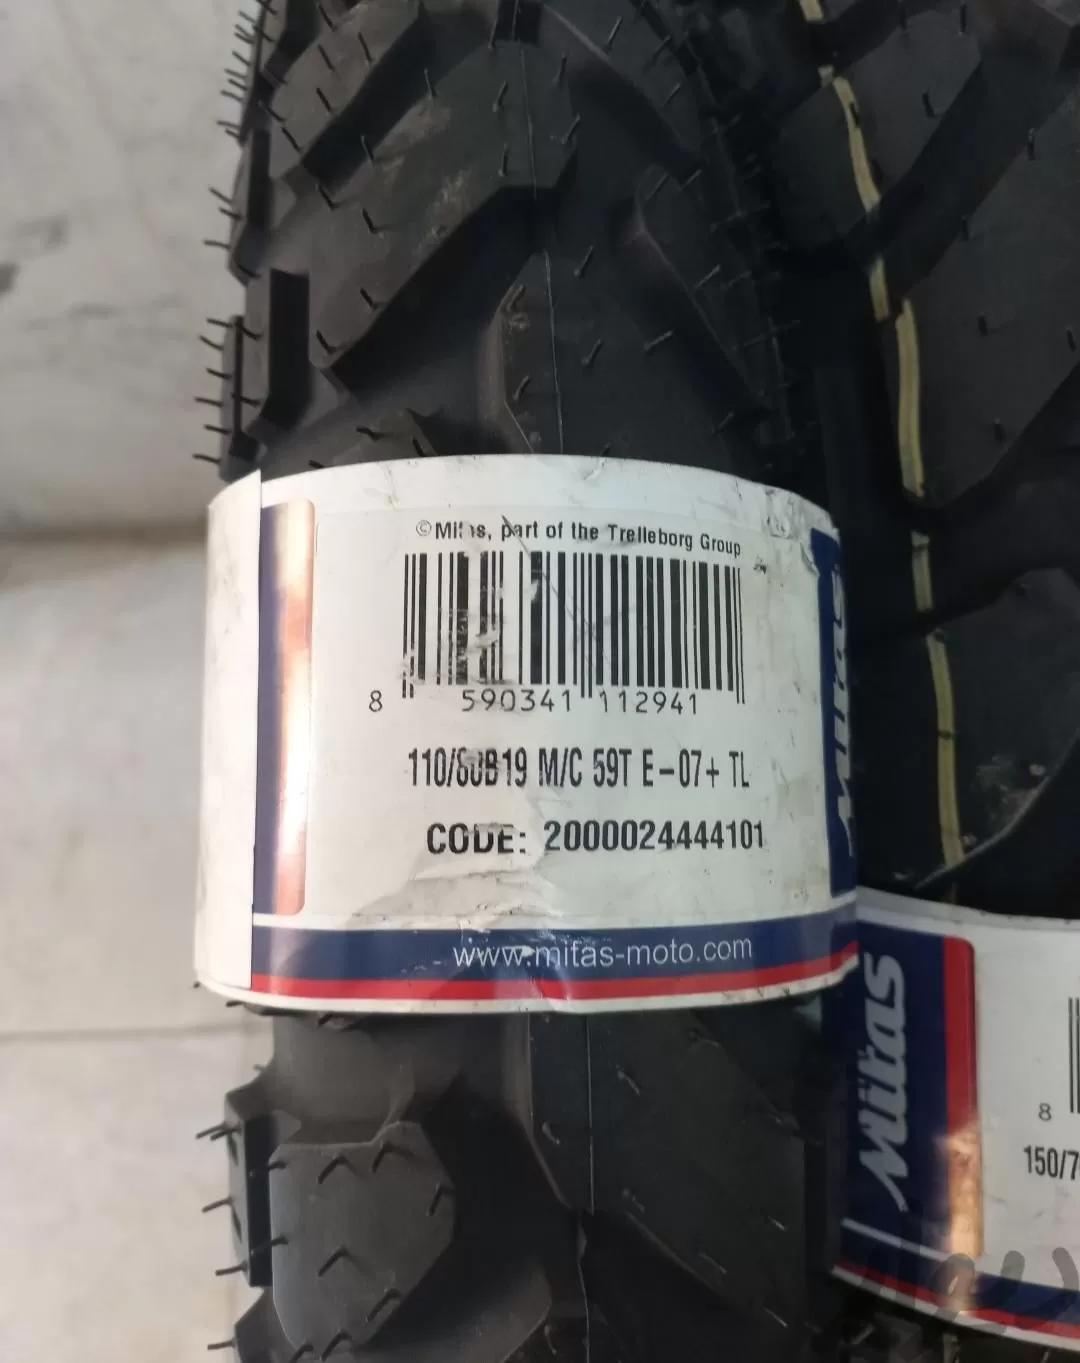 ©Mitas, part of the Trelleborg Group
8 590341 112941
110/80B19 M/C 59T E-07+ TL
CODE: 2000024444101
www.mitas-moto.com
Mitas
Mitas
8
150/7
دیوار